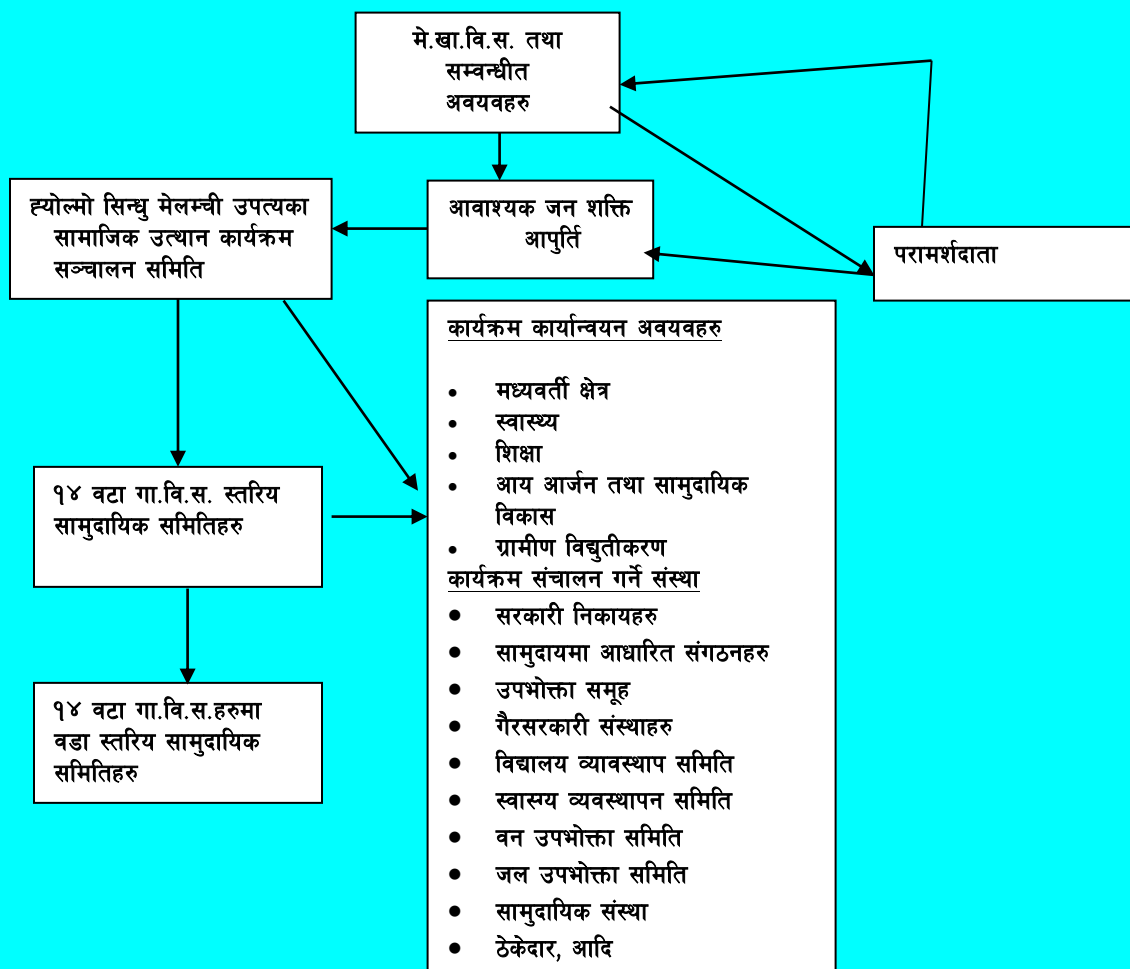 मे.खा.वि.स. तथा
सम्वन्धीत
अवयवहरु
ह्योल्मो सिन्धु मेलम्ची उपत्यका
सामाजिक उत्थान कार्यक्रम
सञ्चालन समिति
आवाश्यक जन शक्ति
आपुर्ति
परामर्शदाता
कार्यक्रम कार्यान्वयन अवयवहरु
• मध्यवर्ती क्षेत्र
• स्वास्थ्य
• शिक्षा
• आय आर्जन तथा सामुदायिक
विकास
• ग्रामीण विद्युतीकरण
कार्यक्रम संचालन गर्ने संस्था
• सरकारी निकायहरु
• सामुदायमा आधारित संगठनहरु
• उपभोक्ता समूह
• गैरसरकारी संस्थाहरु
• विद्यालय व्यावस्थाप समिति
• स्वास्ग्य व्यवस्थापन समिति
• वन उपभोक्ता समिति
• जल उपभोक्ता समिति
• सामुदायिक संस्था
• ठेकेदार, आदि
१४ वटा गा.वि.स. स्तरिय
सामुदायिक समितिहरु
१४ वटा गा.वि.स.हरुमा
वडा स्तरिय सामुदायिक
समितिहरु